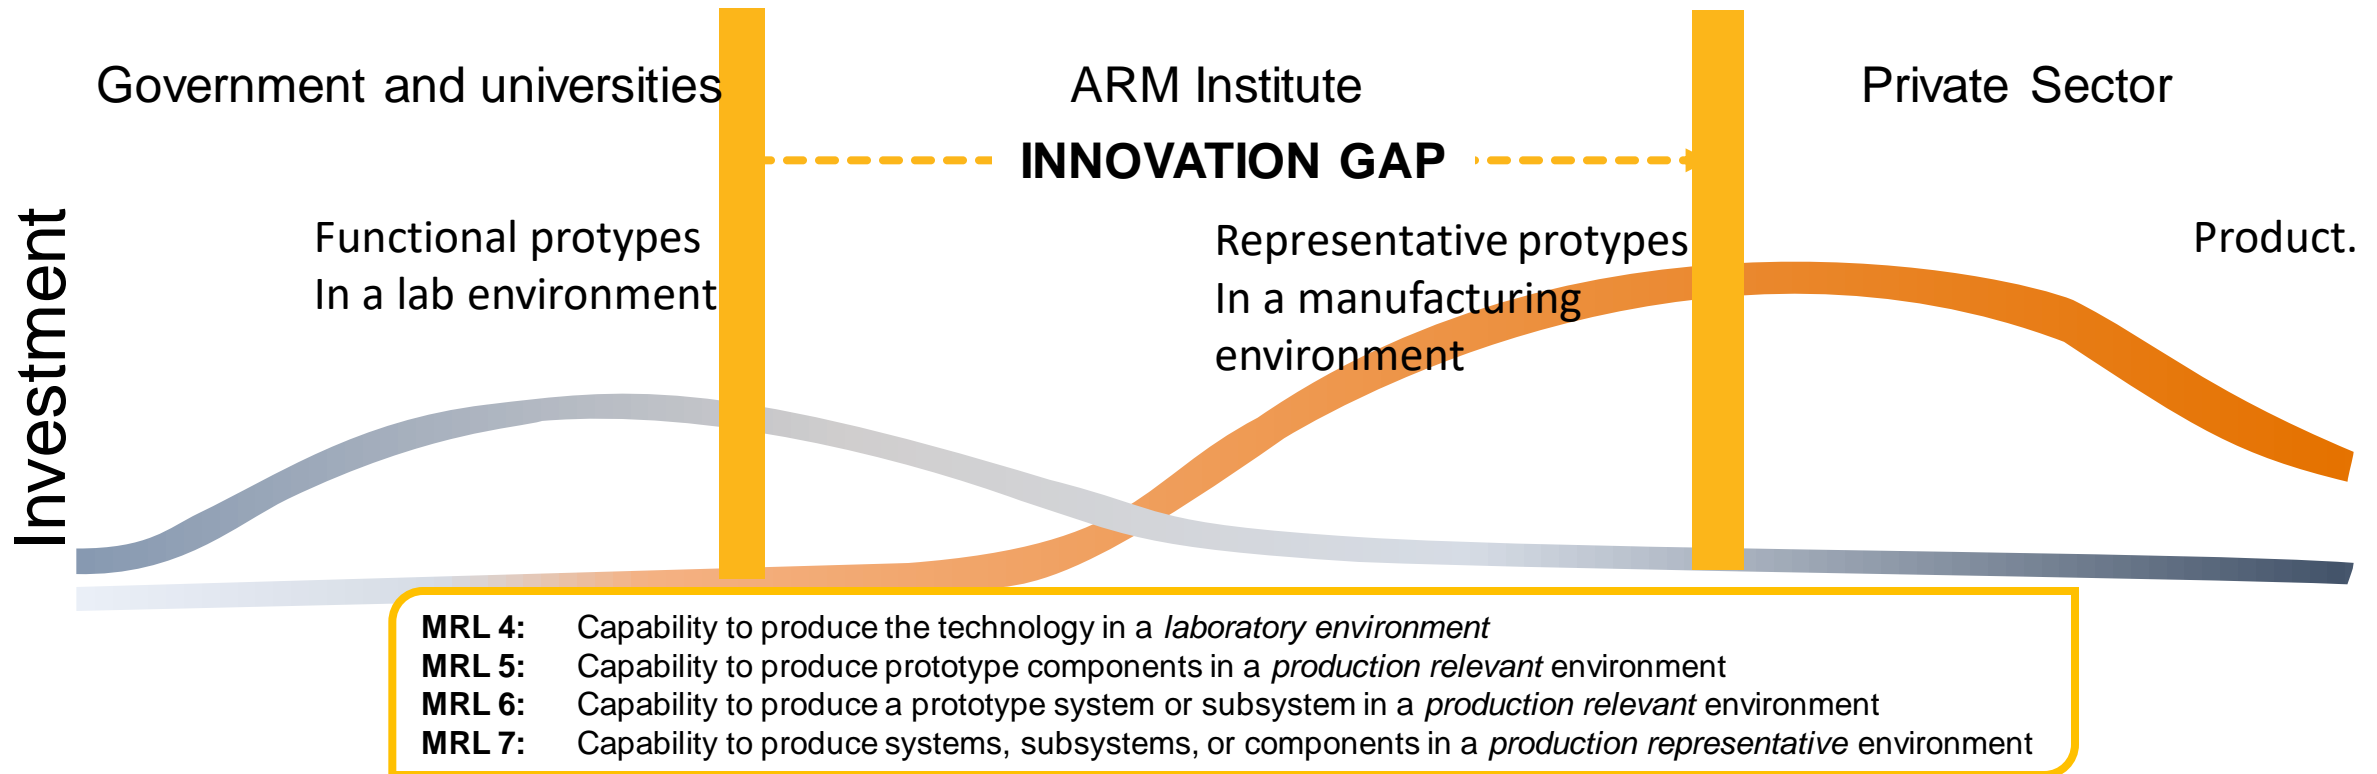 Government and universities
ARM Institute
Private Sector
INNOVATION GAP
Investment
Functional protypes
In a lab environment
Representative protypes
In a manufacturing
environment
Product.
MRL 4: Capability to produce the technology in a laboratory environment
MRL 5: Capability to produce prototype components in a production relevant environment
MRL 6: Capability to produce a prototype system or subsystem in a production relevant environment
MRL 7: Capability to produce systems, subsystems, or components in a production representative environment